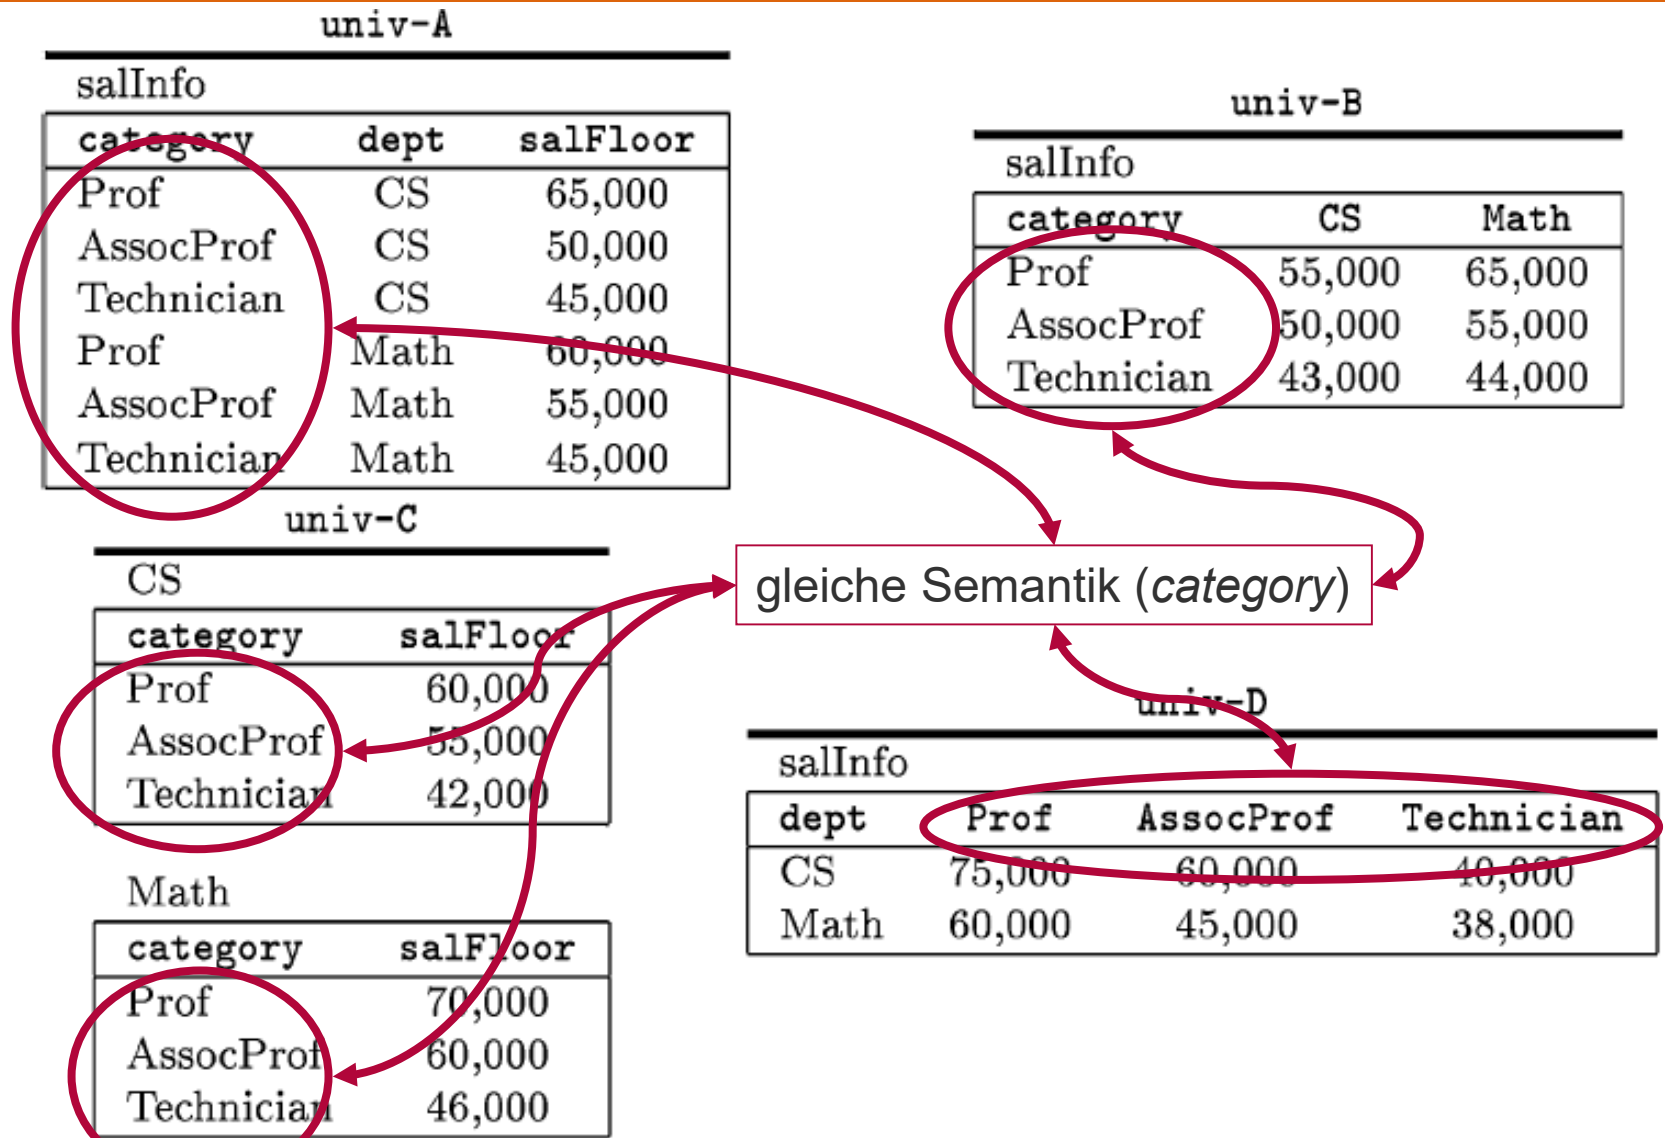 univ-A
salInfo
category dept salFloor
Prof CS 65,000
AssocProf CS 50,000
Technician CS 45,000
Prof Math 60,000
AssocProf Math 55,000
Technician Math 45,000
univ-B
salInfo
category CS Math
Prof 55,000 65,000
AssocProf 50,000 55,000
Technician 43,000 44,000
univ-C
CS
category salFloor
Prof 60,000
AssocProf 55,000
Technician 42,000
Math
category salFloor
Prof 70,000
AssocProf 60,000
Technician 46,000
gleiche Semantik (category)
univ-D
salInfo
dept Prof AssocProf Technician
CS 75,000 60,000 40,000
Math 60,000 45,000 38,000